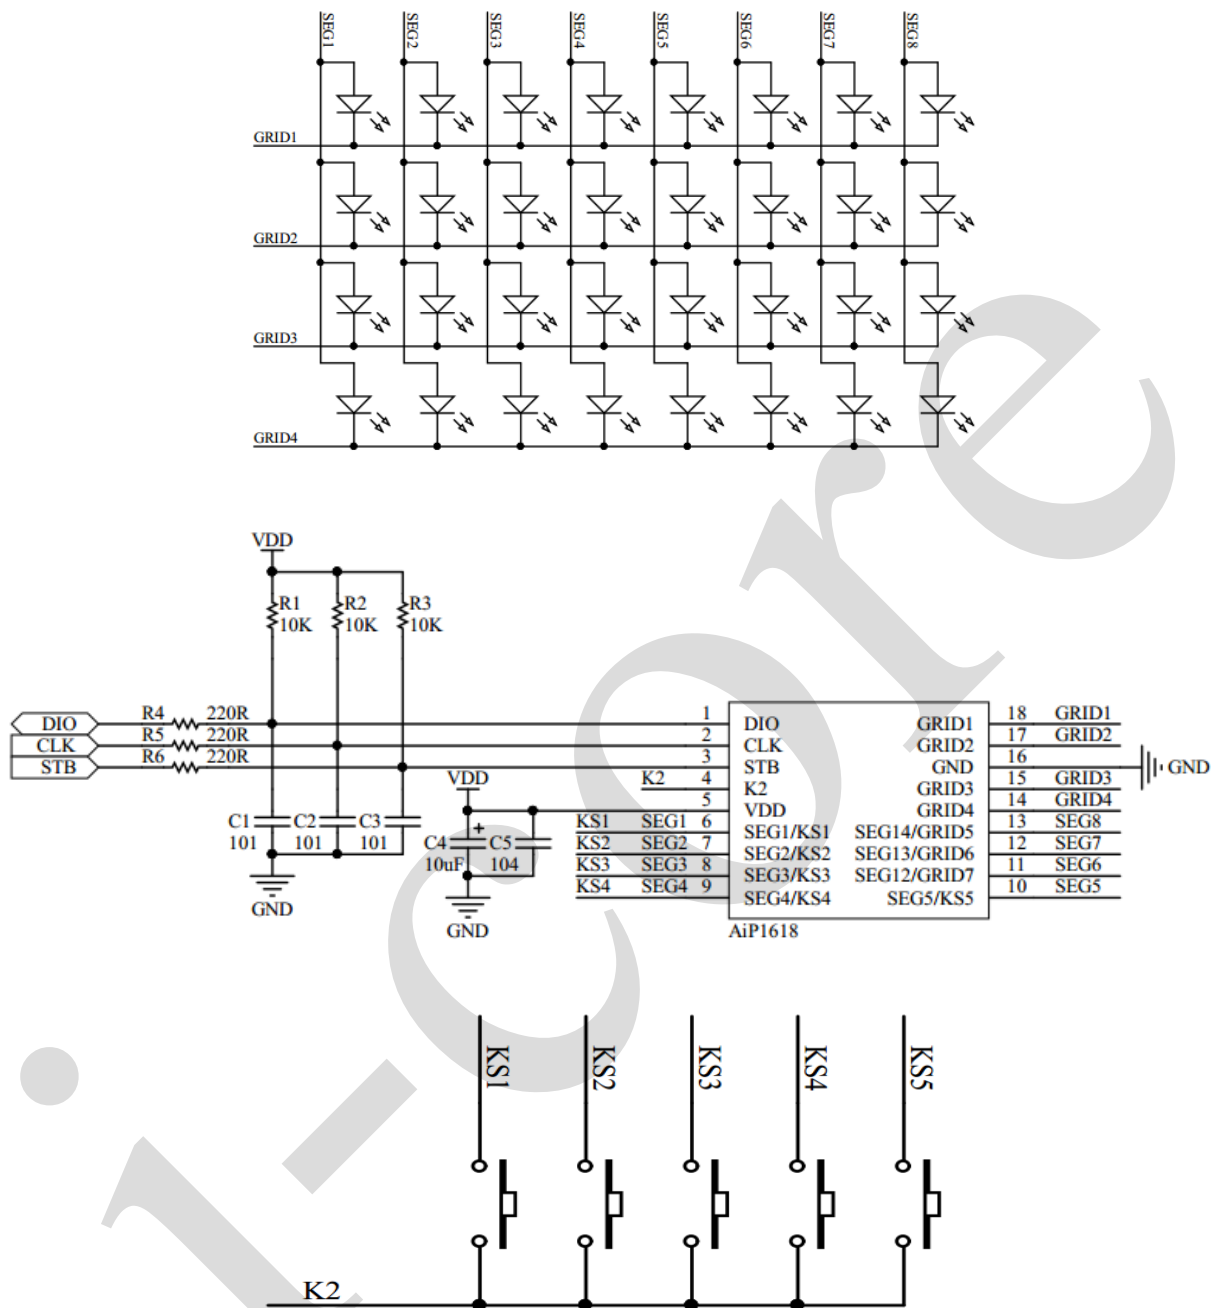 SEG1 SEG2 SEG3 SEG4 SEG5 SEG6 SEG7 SEG8
GRID1
GRID2
GRID3
GRID4
VDD
R1 R2 R3
10K 10K 10K
DIO R4 220R 1 DIO GRID1 18 GRID1
CLK R5 220R 2 CLK GRID2 17 GRID2
STB R6 220R 3 STB GND 16 GND
VDD K2 4 K2 GRID3 15 GRID3
5 VDD GRID4 14 GRID4
C1 C2 C3 KS1 SEG1 6 SEG1/KS1 SEG14/GRID5 13 SEG8
101 101 101 C4 + C5 KS2 SEG2 7 SEG2/KS2 SEG13/GRID6 12 SEG7
10uF 104 KS3 SEG3 8 SEG3/KS3 SEG12/GRID7 11 SEG6
KS4 SEG4 9 SEG4/KS4 SEG5/KS5 10 SEG5
GND
GND
AiP1618
KS1 KS2 KS3 KS4 KS5
K2
i-core